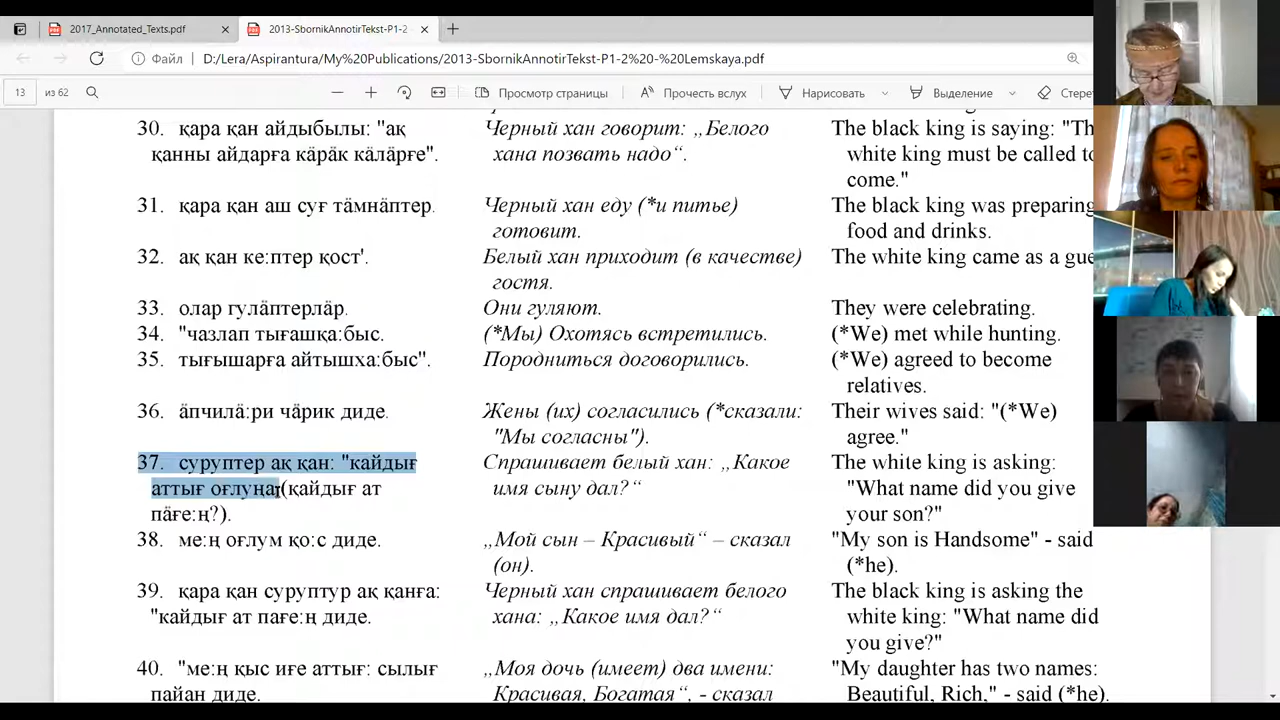 2017_Annotated_Texts.pdf
2013-SbornikAnnotirTekst-P1-2
Файл
D:/Lera/Aspirantura/My%20Publications/2013-SbornikAnnotirTekst-P1-2%20-%20Lemskaya.pdf
13 из 62
Просмотр страницы
Прочесть вслух
Нарисовать
Выделение
Стерет
30. қара қан айдыбылы: "ақ
қанны айдарға кӓрӓк кӓлӓрғе".
Черный хан говорит: „Белого
хана позвать надо“.
The black king is saying: "Th
white king must be called to
come."
31. қара қан аш суғ тӓмнӓптер.
Черный хан еду (*и питье)
готовит.
The black king was preparing
food and drinks.
32. ақ қан ке:птер қост'.
Белый хан приходит (в качестве)
гостя.
The white king came as a gue
33. олар гулӓптерлӓр.
Они гуляют.
They were celebrating.
34. "чазлап тығашқа:быс.
(*Мы) Охотясь встретились.
(*We) met while hunting.
35. тығышарға айтышха:быс".
Породниться договорились.
(*We) agreed to become
relatives.
36. ӓпчилӓ:ри чӓрик диде.
Жены (их) согласились (*сказали:
"Мы согласны").
Their wives said: "(*We)
agree."
37. суруптер ақ қан: "кайдығ
аттығ оғлуңа (қайдығ ат
пӓғе:ң?).
Спрашивает белый хан: „Какое
имя сыну дал?“
The white king is asking:
"What name did you give
your son?"
38. ме:ң оғлум қо:с диде.
„Мой сын – Красивый“ – сказал
(он).
"My son is Handsome" - said
(*he).
39. қара қан суруптур ақ қанға:
"кайдығ ат пағе:ң диде.
Черный хан спрашивает белого
хана: „Какое имя дал?“
The black king is asking the
white king: "What name did
you give?"
40. "ме:ң қыс иғе аттығ: сылығ
пайан диде.
„Моя дочь (имеет) два имени:
Красивая, Богатая“, - сказал
"My daughter has two names:
Beautiful, Rich," - said (*he).